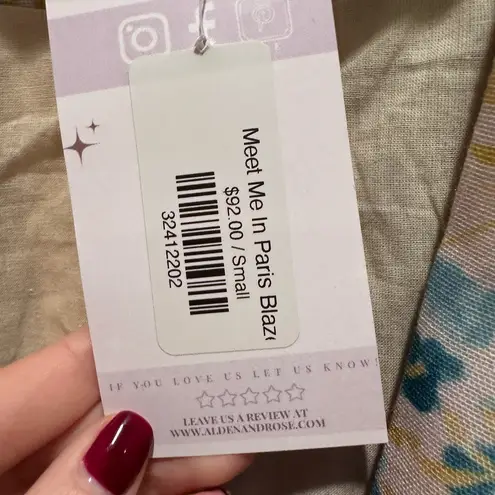 Meet Me In Paris Blaze
$92.00 / Small
32412202
IF YOU LOVE US LET US KNOW!
LEAVE US A REVIEW AT
WWW.ALDENANDROSE.COM